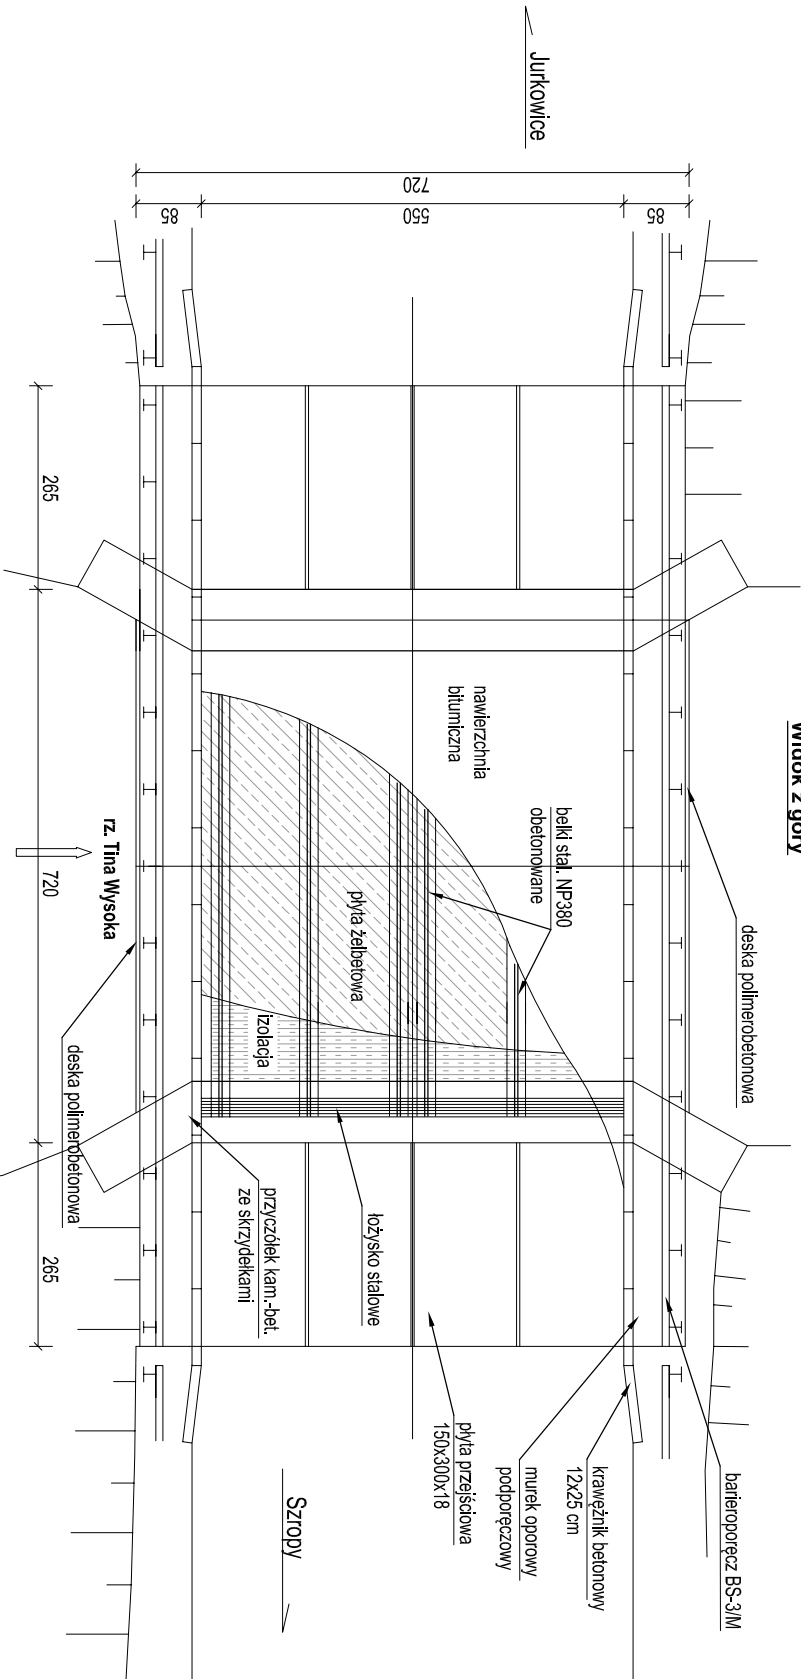 Widok z góry
Jurkowice
720
85
550
85
deska polimerobetonowa
barieroporęcz BS-3/M
krawężnik betonowy
12x25 cm
murek oporowy
podporęczowy
płyta przejściowa
150x300x18
belki stal. NP380
obetonowane
nawierzchnia
bitumiczna
płyta żelbetowa
izolacja
łożysko stalowe
przyczółek kam.-bet.
ze skrzydełkami
Szropy
rz. Tina Wysoka
deska polimerobetonowa
265
720
265